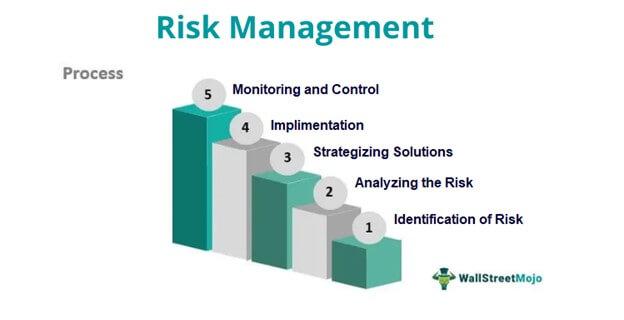 Risk Management
Process
5
Monitoring and Control
4
Implimentation
3
Strategizing Solutions
2
Analyzing the Risk
1
Identification of Risk
WallStreetMojo